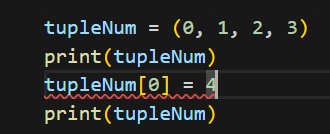 tupleNum = (0, 1, 2, 3)
print(tupleNum)
tupleNum[0] = 4
print(tupleNum)